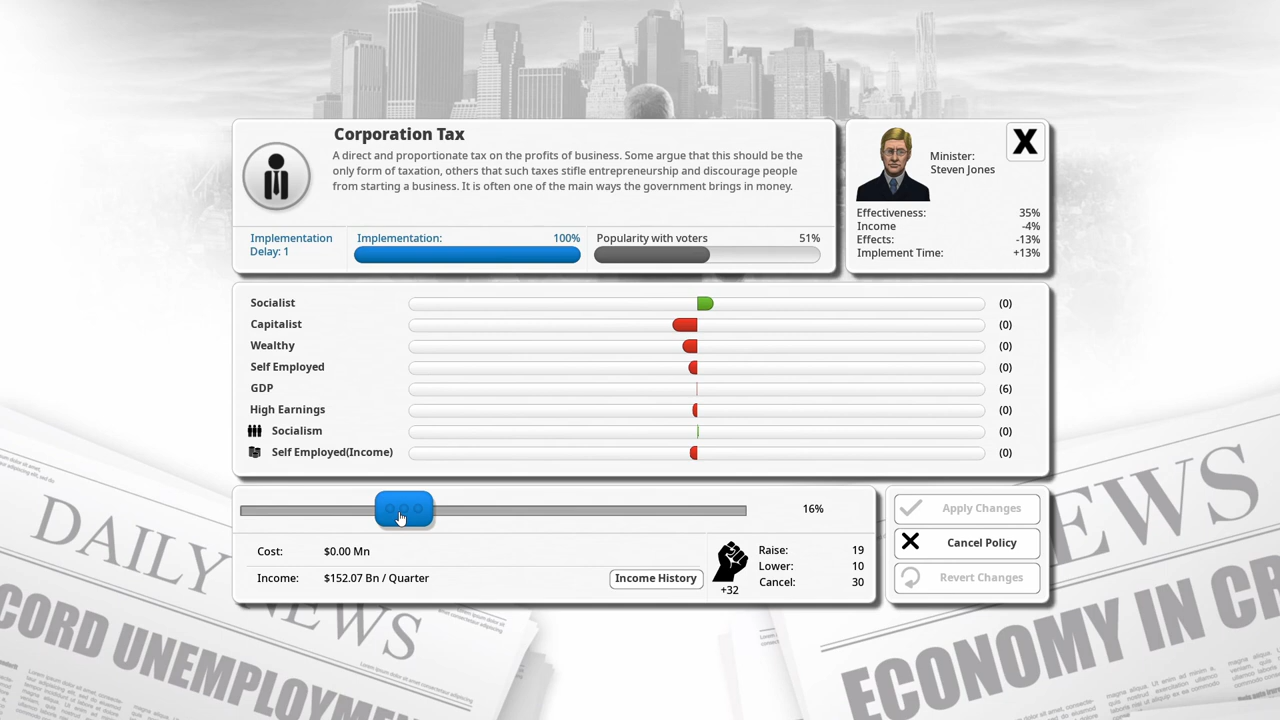 Corporation Tax
A direct and proportionate tax on the profits of business. Some argue that this should be the
only form of taxation, others that such taxes stifle entrepreneurship and discourage people
from starting a business. It is often one of the main ways the government brings in money.
Implementation
Delay: 1
Implementation: 100%
Popularity with voters 51%
X
Minister:
Steven Jones
Effectiveness: 35%
Income -4%
Effects: -13%
Implement Time: +13%
Socialist (0)
Capitalist (0)
Wealthy (0)
Self Employed (0)
GDP (6)
High Earnings (0)
Socialism (0)
Self Employed(Income) (0)
16%
Cost: $0.00 Mn
Income: $152.07 Bn / Quarter
Income History
+32
Raise: 19
Lower: 10
Cancel: 30
Apply Changes
Cancel Policy
Revert Changes
DAILY NEWS
CORD UNEMPLOYME
EWS
ECONOMY IN CR